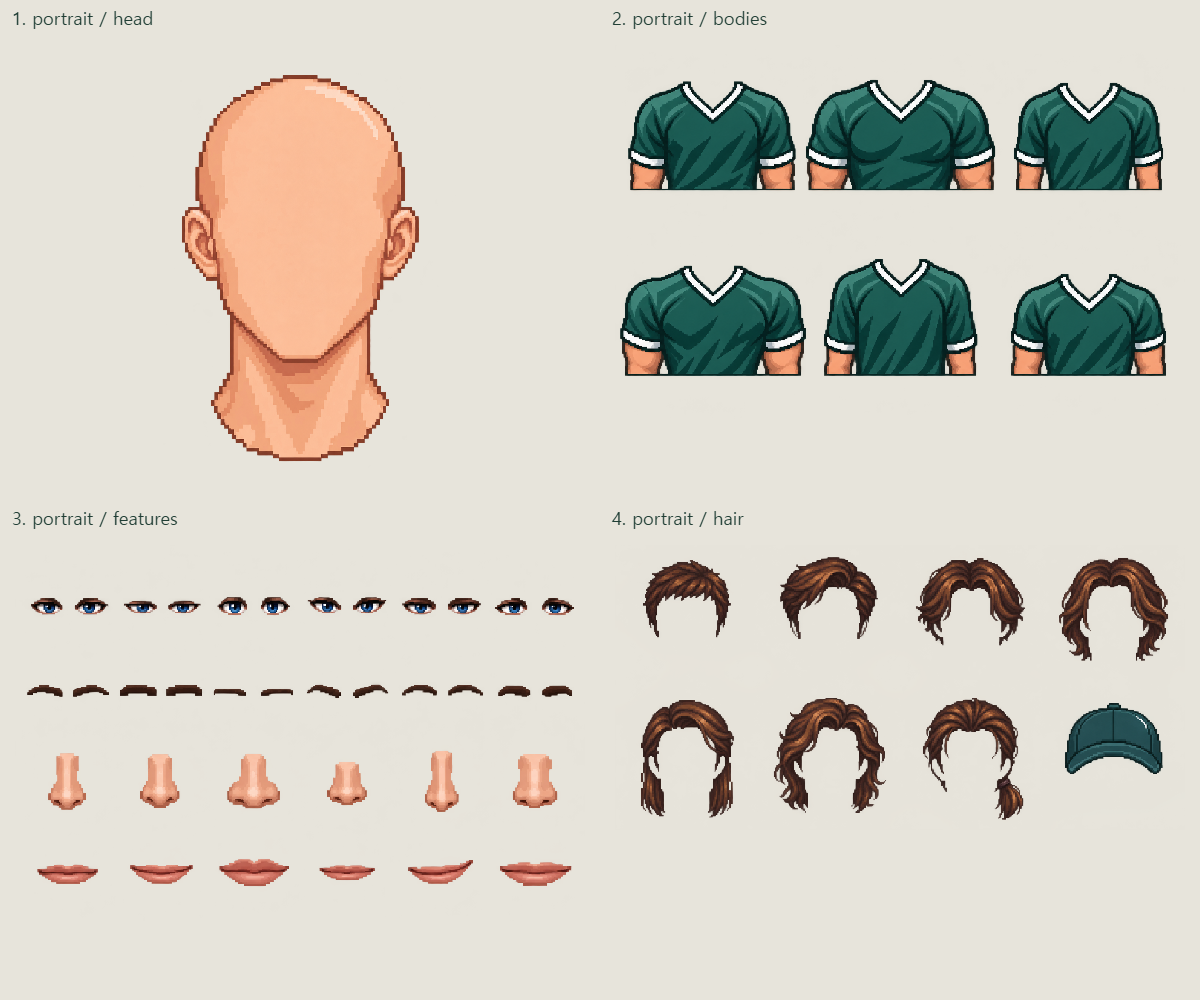 1. portrait / head
2. portrait / bodies
3. portrait / features
4. portrait / hair